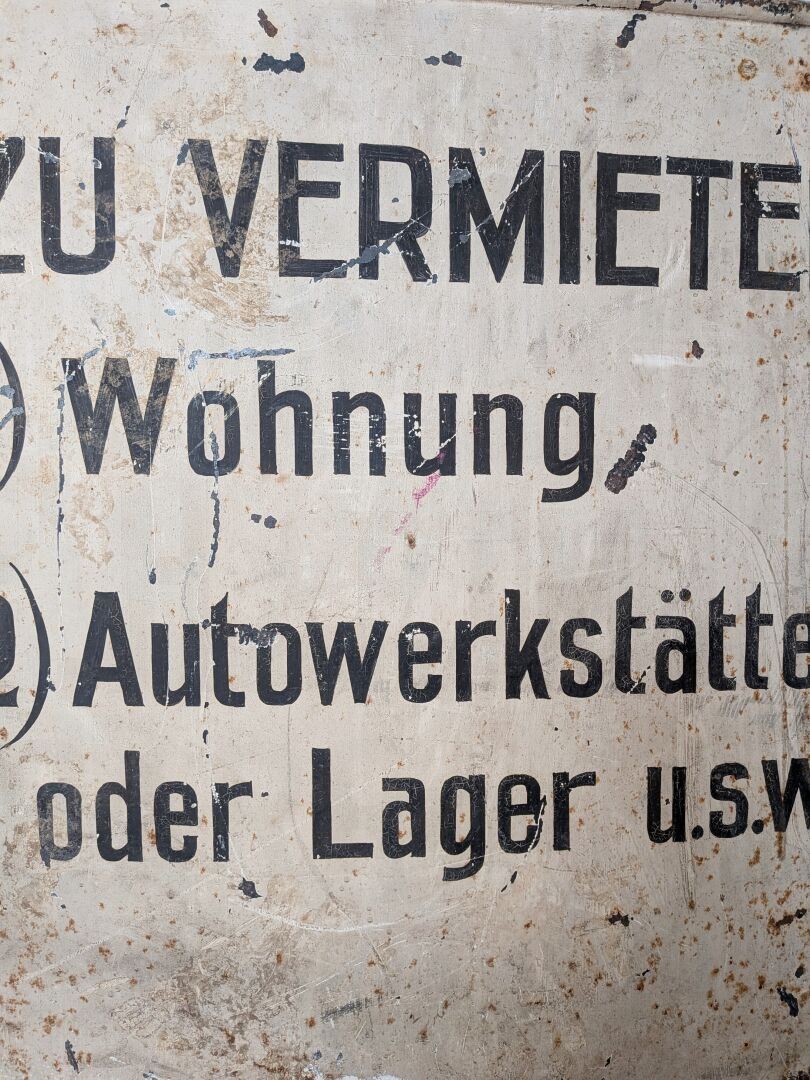 ZU VERMIETE
) Wohnung
2) Autowerkstätte
oder Lager u.s.w